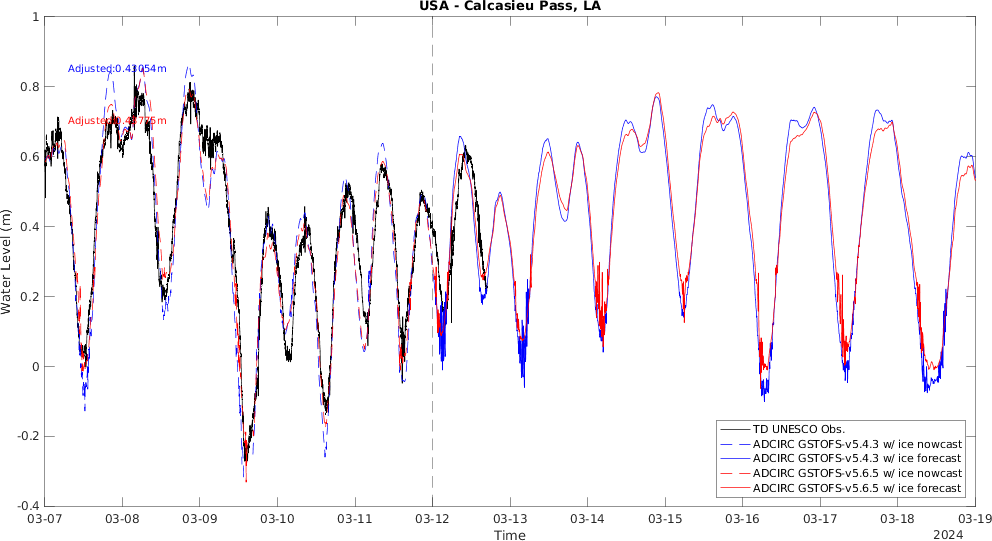 USA - Calcasieu Pass, LA
Water Level (m)
1
0.8
0.6
0.4
0.2
0
-0.2
-0.4
Adjusted:0.43054m
TD UNESCO Obs.
ADCIRC GSTOFS-v5.4.3 w/ ice nowcast
ADCIRC GSTOFS-v5.4.3 w/ ice forecast
ADCIRC GSTOFS-v5.6.5 w/ ice nowcast
ADCIRC GSTOFS-v5.6.5 w/ ice forecast
03-07 03-08 03-09 03-10 03-11 03-12 03-13 03-14 03-15 03-16 03-17 03-18 03-19
Time
2024